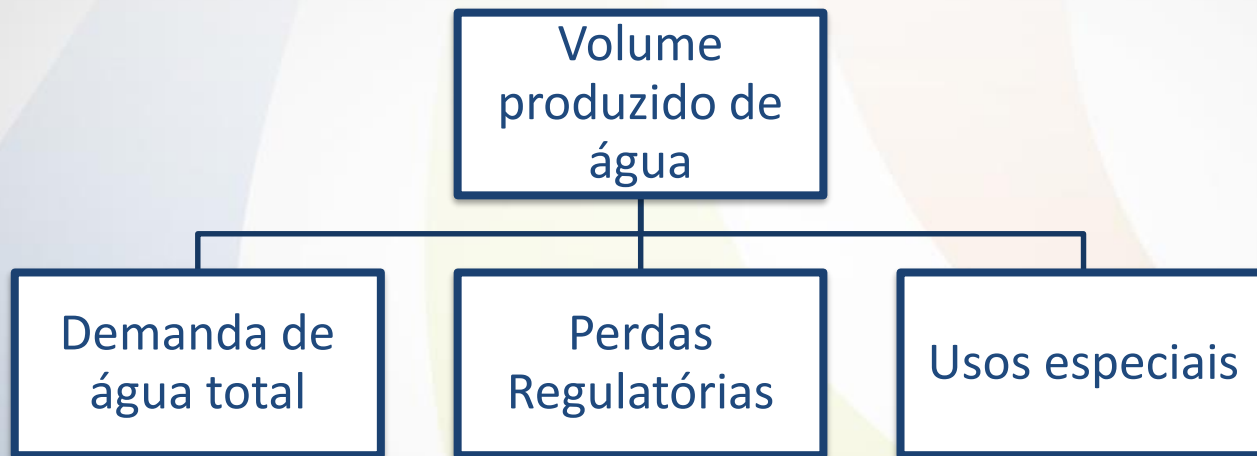 Volume
produzido de
água
Demanda de
água total
Perdas
Regulatórias
Usos especiais